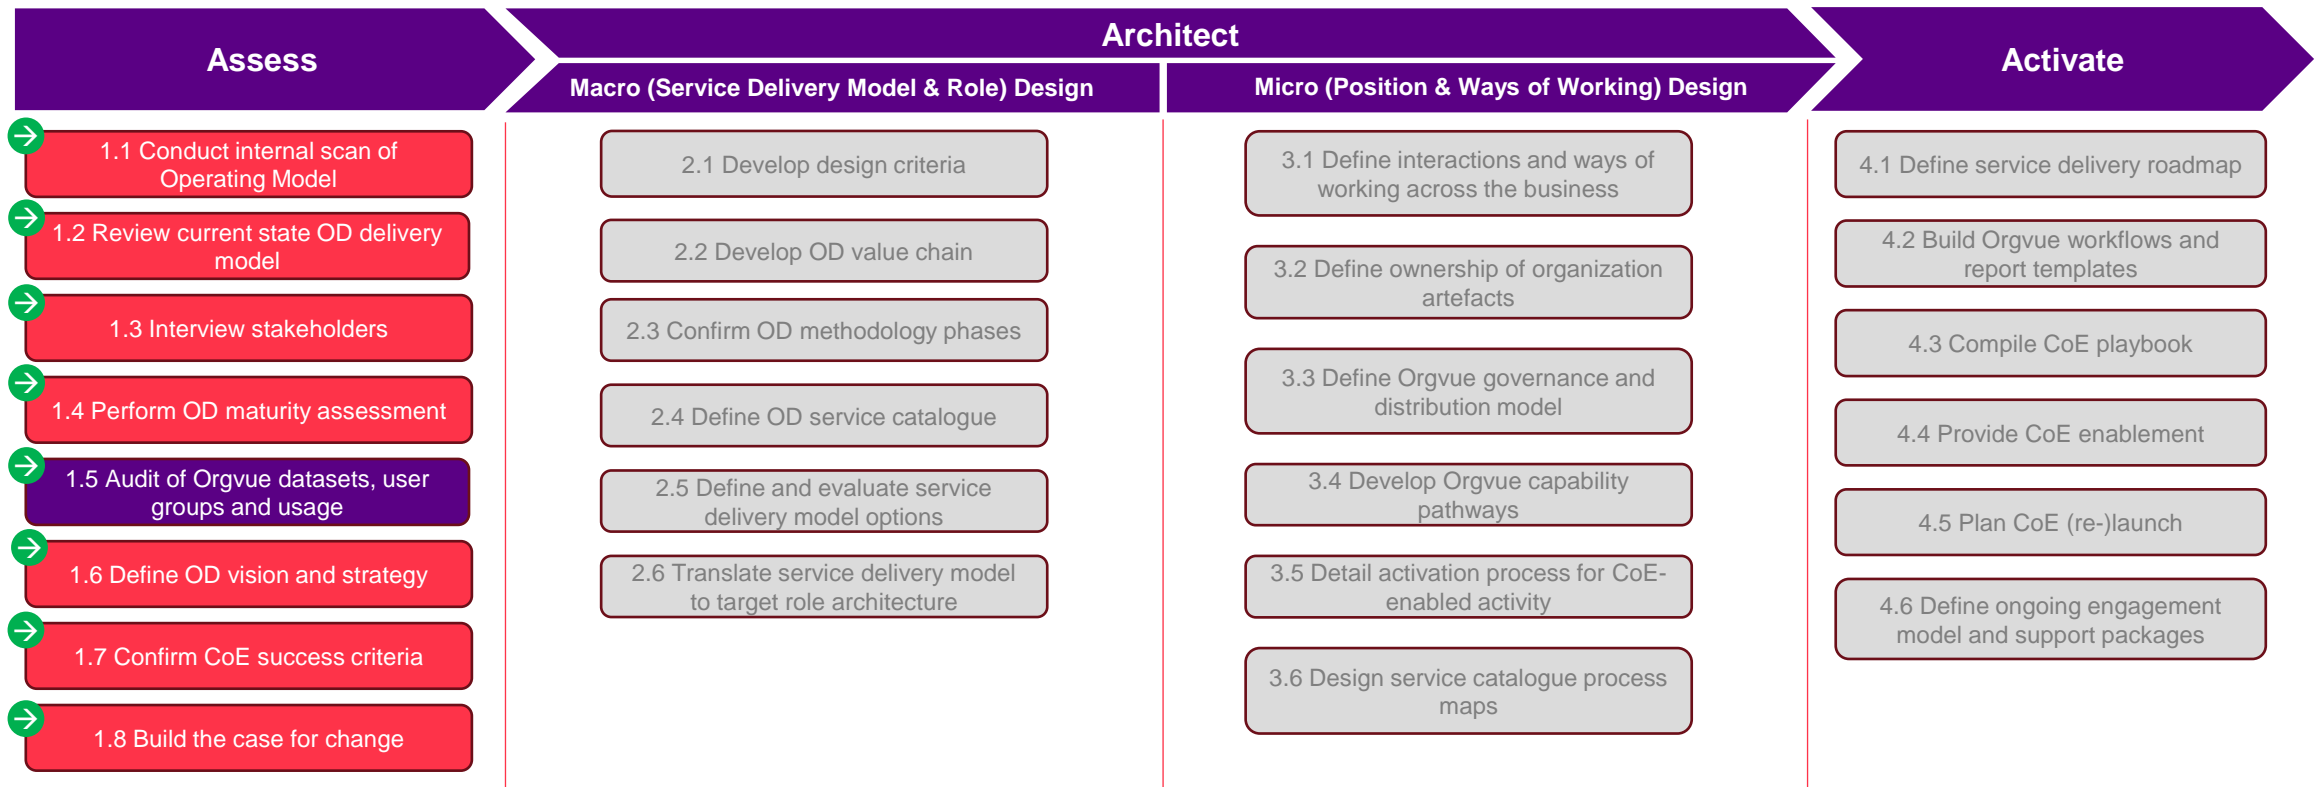 Assess
Architect
Macro (Service Delivery Model & Role) Design
Micro (Position & Ways of Working) Design
Activate
1.1 Conduct internal scan of
Operating Model
1.2 Review current state OD delivery
model
1.3 Interview stakeholders
1.4 Perform OD maturity assessment
1.5 Audit of Orgvue datasets, user
groups and usage
1.6 Define OD vision and strategy
1.7 Confirm CoE success criteria
1.8 Build the case for change
2.1 Develop design criteria
2.2 Develop OD value chain
2.3 Confirm OD methodology phases
2.4 Define OD service catalogue
2.5 Define and evaluate service
delivery model options
2.6 Translate service delivery model
to target role architecture
3.1 Define interactions and ways of
working across the business
3.2 Define ownership of organization
artefacts
3.3 Define Orgvue governance and
distribution model
3.4 Develop Orgvue capability
pathways
3.5 Detail activation process for CoE-
enabled activity
3.6 Design service catalogue process
maps
4.1 Define service delivery roadmap
4.2 Build Orgvue workflows and
report templates
4.3 Compile CoE playbook
4.4 Provide CoE enablement
4.5 Plan CoE (re-)launch
4.6 Define ongoing engagement
model and support packages